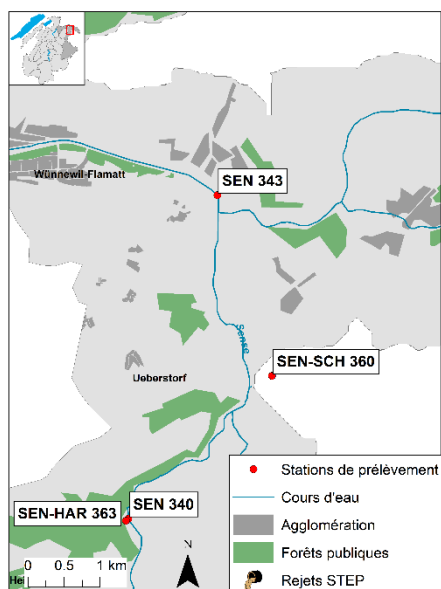 Wünnewil-Flamatt
SEN 343
Sense
SEN-SCH 360
Ueberstorf
SEN-HAR 363
SEN 340
N
0 0.5 1 km
Stations de prélèvement
Cours d'eau
Agglomération
Forêts publiques
Rejets STEP